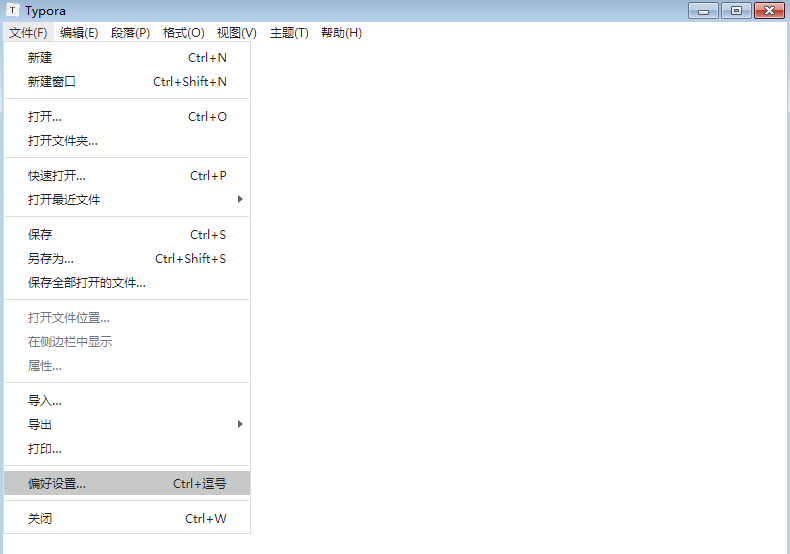 T Typora
文件(F) 编辑(E) 段落(P) 格式(O) 视图(V) 主题(T) 帮助(H)
新建 Ctrl+N
新建窗口 Ctrl+Shift+N
打开... Ctrl+O
打开文件夹...
快速打开... Ctrl+P
打开最近文件
保存 Ctrl+S
另存为... Ctrl+Shift+S
保存全部打开的文件...
打开文件位置...
在侧边栏中显示
属性...
导入...
导出
打印...
偏好设置... Ctrl+逗号
关闭 Ctrl+W